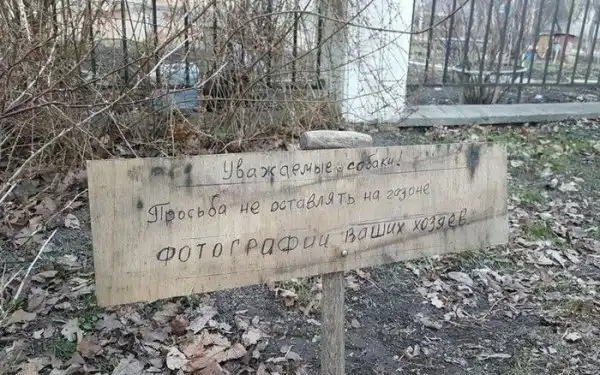 Уважаемые собаки!
Просьба не оставлять на газоне
ФОТОГРАФИИ ВАШИХ ХОЗЯЕВ